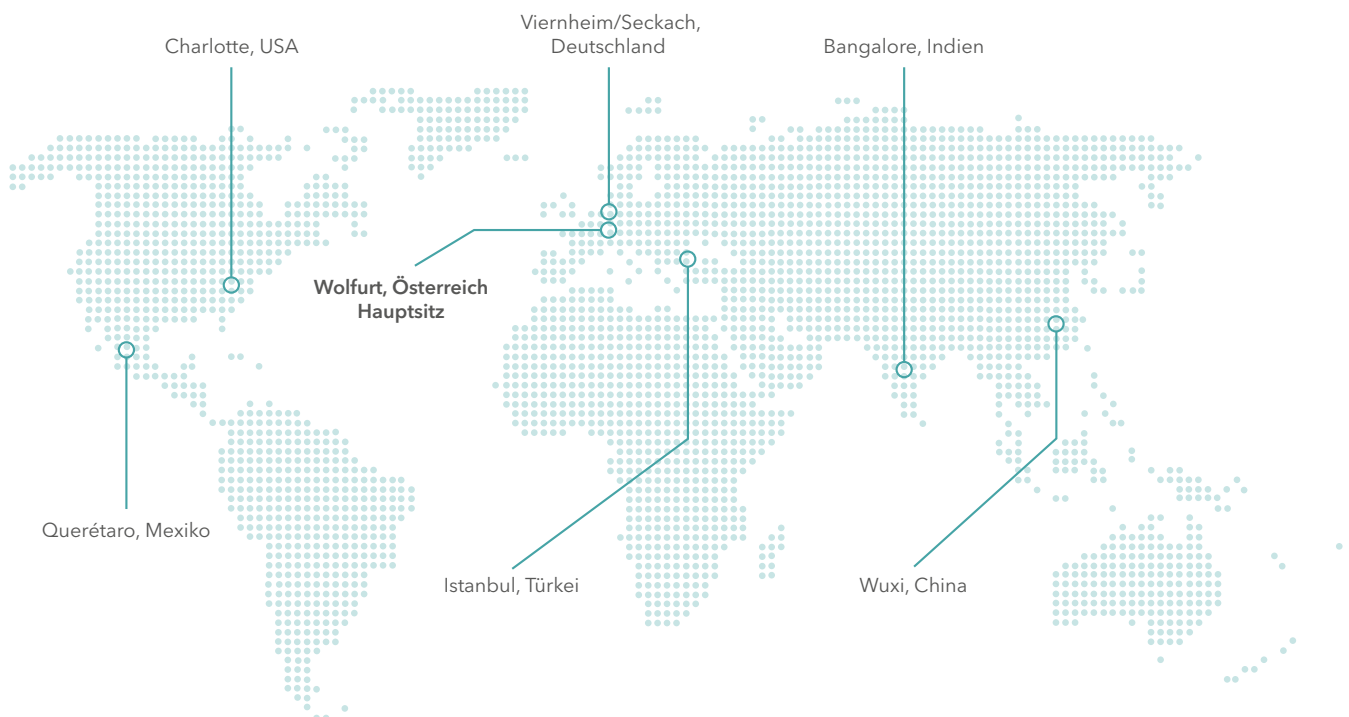 Charlotte, USA
Viernheim/Seckach,
Deutschland
Bangalore, Indien
Wolfurt, Österreich
Hauptsitz
Querétaro, Mexiko
Istanbul, Türkei
Wuxi, China